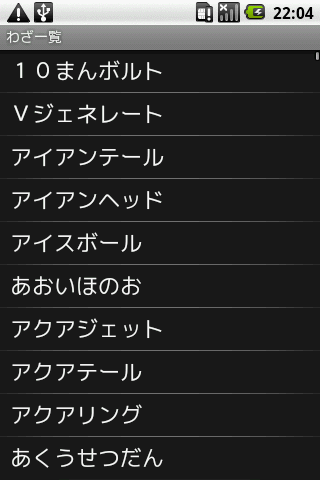 22:04
わざ一覧
１０まんボルト
Ｖジェネレート
アイアンテール
アイアンヘッド
アイスボール
あおいほのお
アクアジェット
アクアテール
アクアリング
あくうせつだん